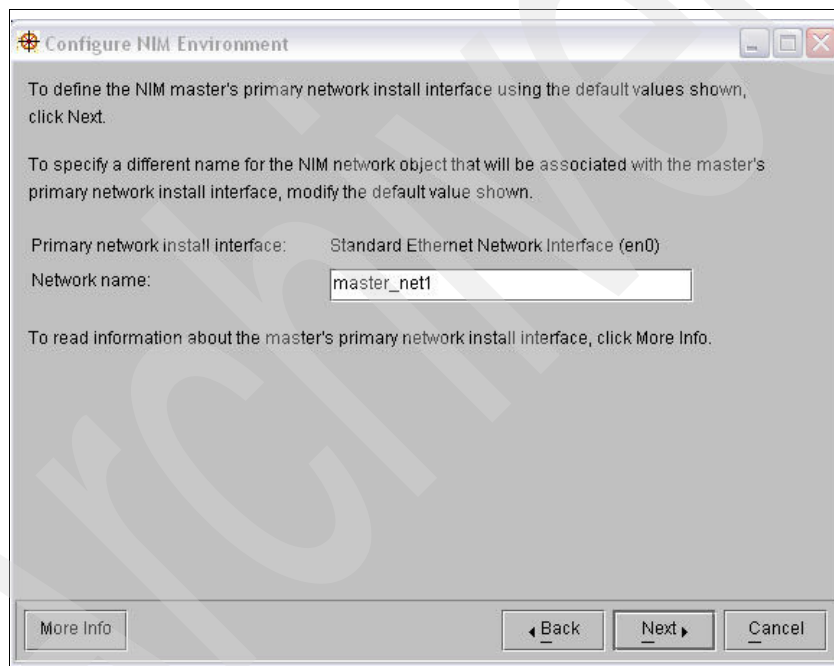 Configure NIM Environment
To define the NIM master's primary network install interface using the default values shown,
click Next.
To specify a different name for the NIM network object that will be associated with the master's
primary network install interface, modify the default value shown.
Primary network install interface: Standard Ethernet Network Interface (en0)
Network name: master_net1
To read information about the master's primary network install interface, click More Info.
More Info Back Next Cancel